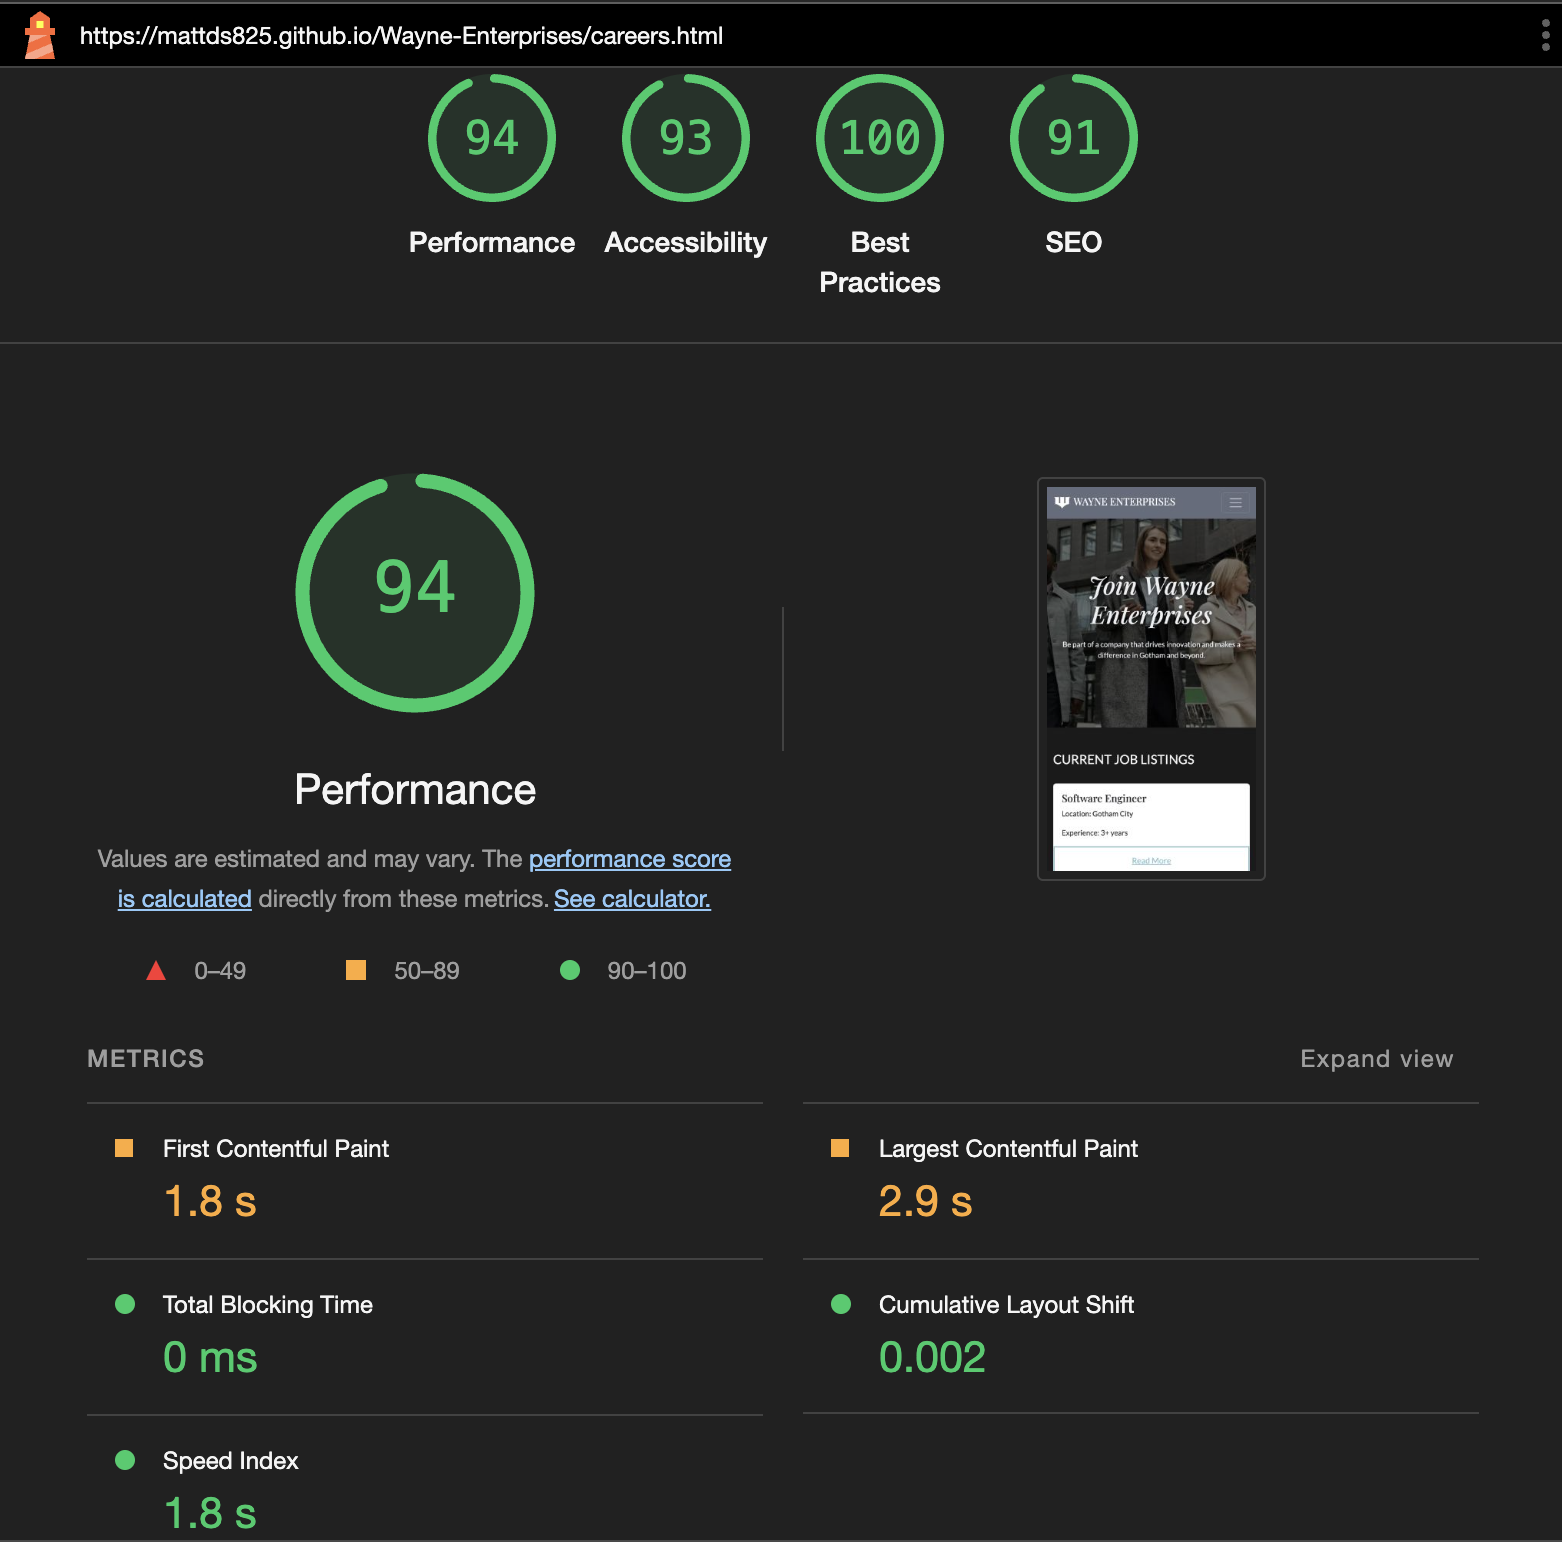 https://mattds825.github.io/Wayne-Enterprises/careers.html
94
93
100
91
Performance
Accessibility
Best
Practices
SEO
94
Performance
Values are estimated and may vary. The performance score
is calculated directly from these metrics. See calculator.
0–49
50–89
90–100
WAYNE ENTERPRISES
Join Wayne
Enterprises
Be part of a company that drives innovation and makes a
difference in Gotham and beyond.
CURRENT JOB LISTINGS
Software Engineer
Location: Gotham City
Experience: 3+ years
Read More
METRICS
Expand view
First Contentful Paint
1.8 s
Largest Contentful Paint
2.9 s
Total Blocking Time
0 ms
Cumulative Layout Shift
0.002
Speed Index
1.8 s